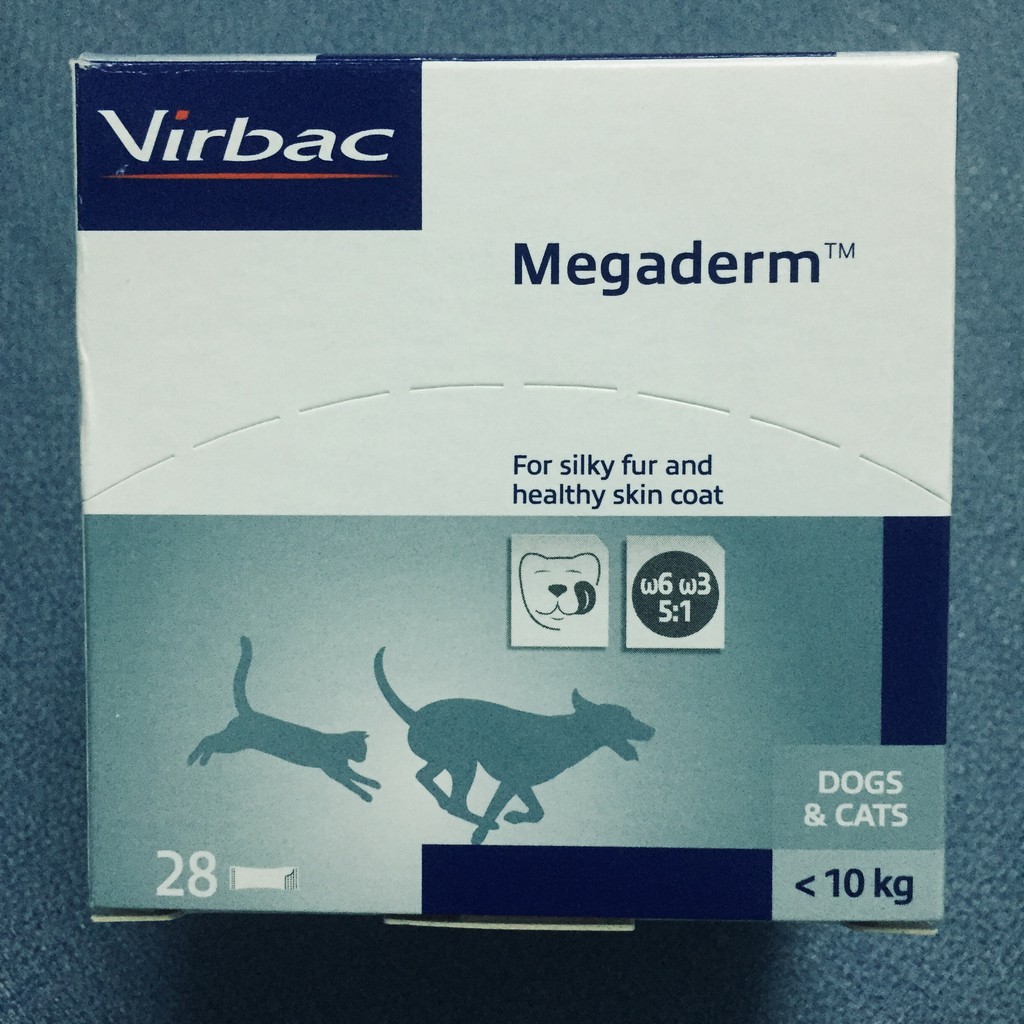 Virbac
Megaderm™
For silky fur and
healthy skin coat
ω6 ω3
5:1
DOGS
& CATS
28
< 10 kg